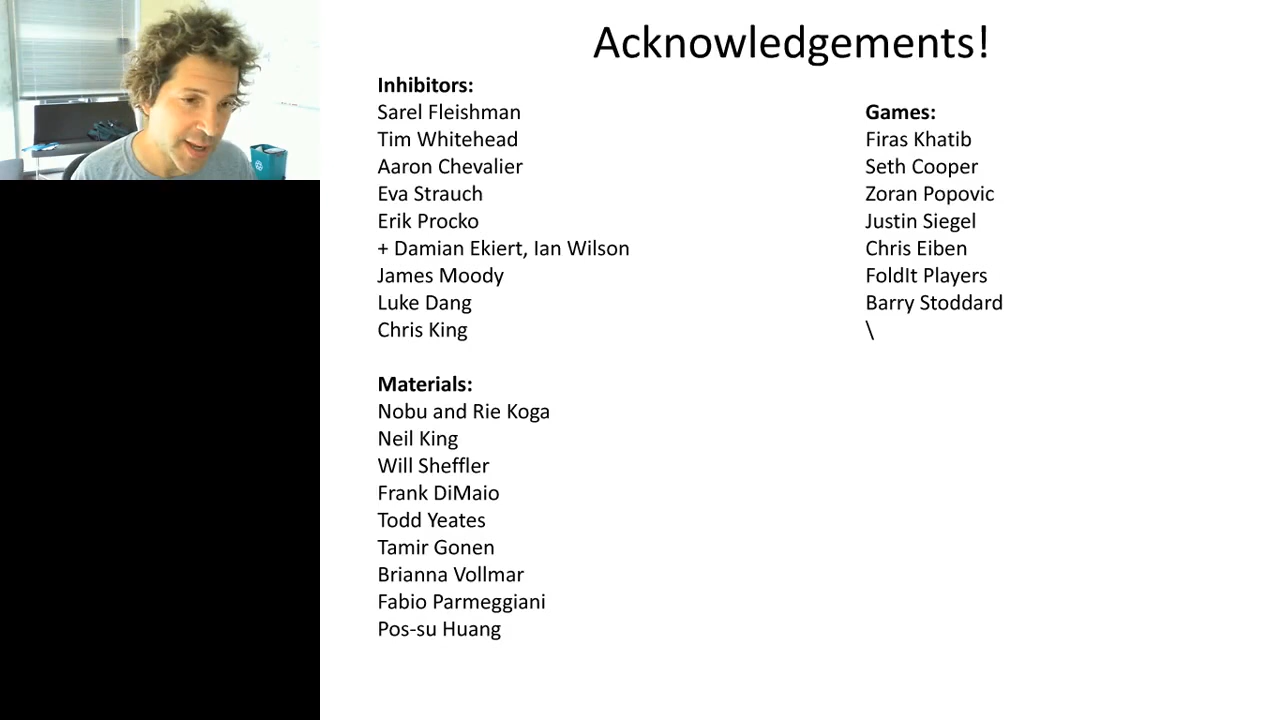 Acknowledgements!
Inhibitors:
Sarel Fleishman
Tim Whitehead
Aaron Chevalier
Eva Strauch
Erik Procko
+ Damian Ekiert, Ian Wilson
James Moody
Luke Dang
Chris King
Materials:
Nobu and Rie Koga
Neil King
Will Sheffler
Frank DiMaio
Todd Yeates
Tamir Gonen
Brianna Vollmar
Fabio Parmeggiani
Pos-su Huang
Games:
Firas Khatib
Seth Cooper
Zoran Popovic
Justin Siegel
Chris Eiben
FoldIt Players
Barry Stoddard
\